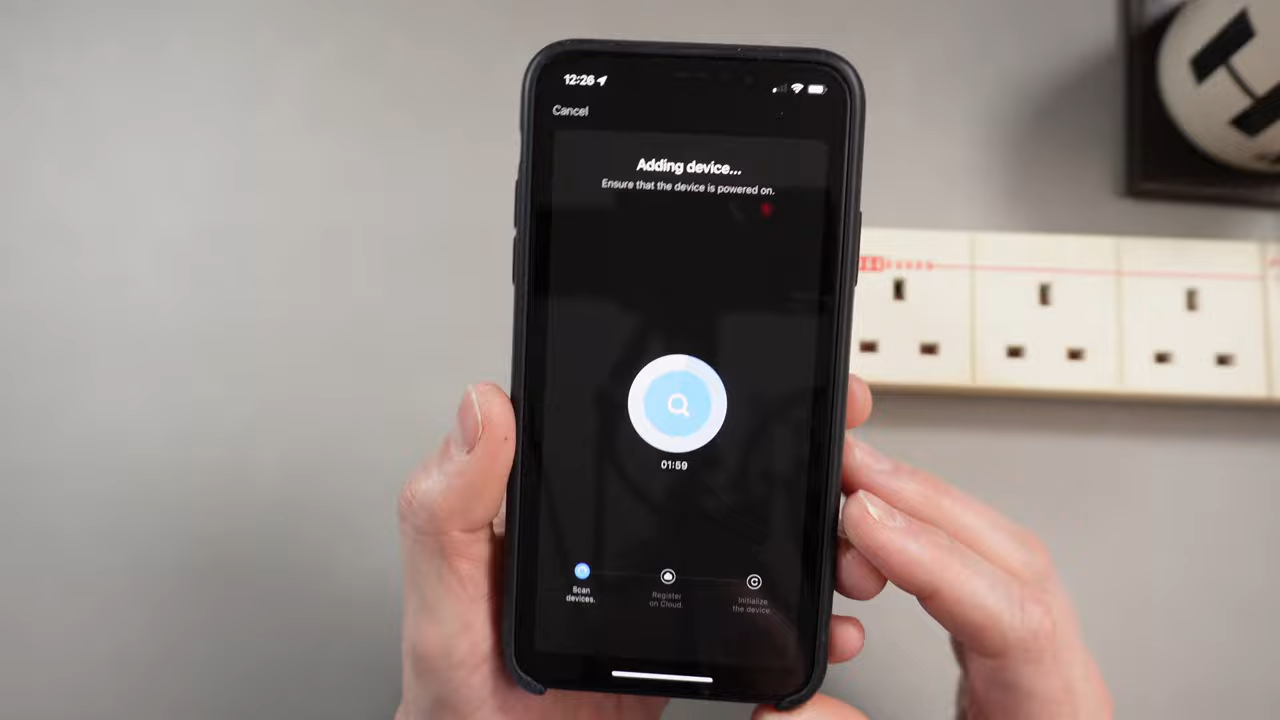 12:26
Cancel
Adding device...
Ensure that the device is powered on.
01:59
Scan
devices.
Register
on Cloud.
Initialize
the device.